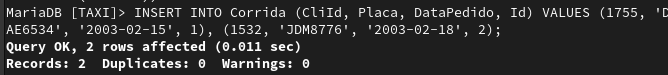 MariaDB [TAXI]> INSERT INTO Corrida (CliId, Placa, DataPedido, Id) VALUES (1755, 'D
AE6534', '2003-02-15', 1), (1532, 'JDM8776', '2003-02-18', 2);
Query OK, 2 rows affected (0.011 sec)
Records: 2  Duplicates: 0  Warnings: 0